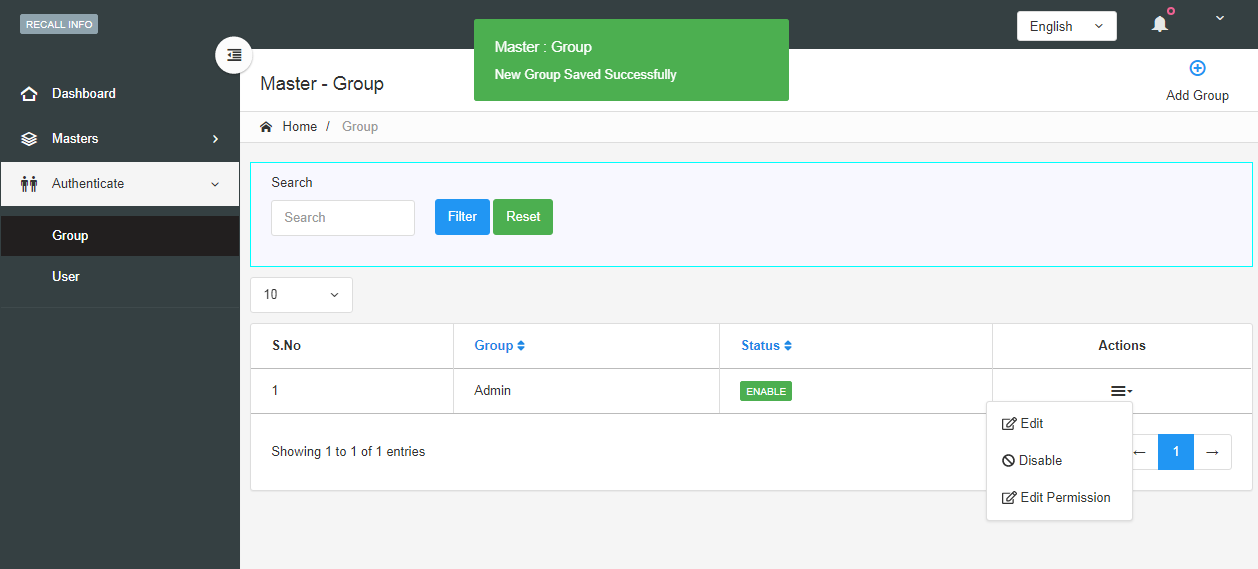 RECALL INFO
English
Master : Group
New Group Saved Successfully
Master - Group
Add Group
Dashboard
Masters
Authenticate
Group
User
Home / Group
Search
Search
Filter
Reset
10
S.No
Group
Status
Actions
1
Admin
ENABLE
Edit
Disable
Edit Permission
Showing 1 to 1 of 1 entries
← 1 →